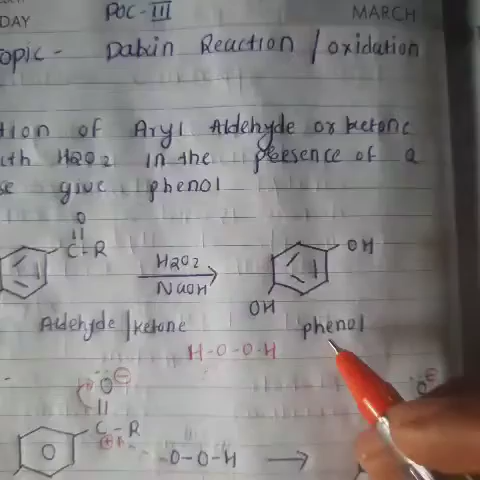 DAY POC-III MARCH
opic - Dakin Reaction / oxidation
tion of Aryl Aldehyde or ketone
ith H2O2 in the presence of a
se give phenol
O
C-R
H2O2
NaOH
OH
OH
Aldehyde / ketone
phenol
H-O-O-H
O⊖
O⊖
C-R
⊕
-O-O-H